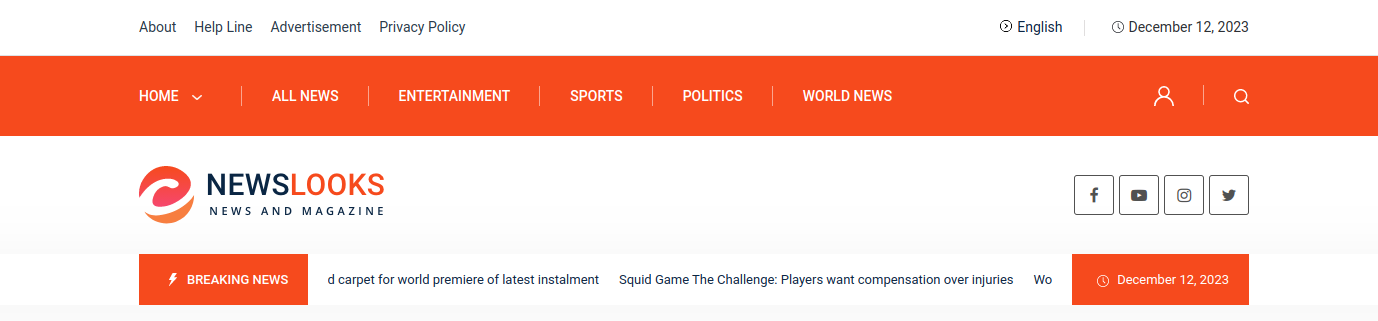 About Help Line Advertisement Privacy Policy English December 12, 2023
HOME ALL NEWS ENTERTAINMENT SPORTS POLITICS WORLD NEWS
NEWSLOOKS
NEWS AND MAGAZINE
BREAKING NEWS d carpet for world premiere of latest instalment Squid Game The Challenge: Players want compensation over injuries Wo December 12, 2023